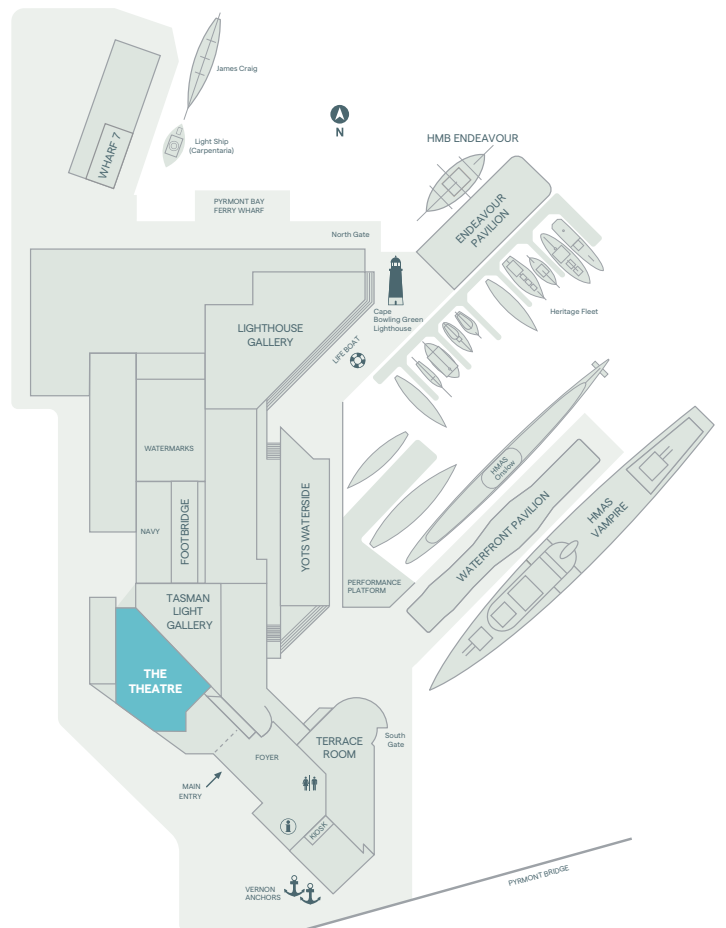 James Craig
WHARF 7
Light Ship
(Carpentaria)
N
HMB ENDEAVOUR
PYRMONT BAY
FERRY WHARF
ENDEAVOUR
PAVILION
North Gate
Cape
Bowling Green
Lighthouse
Heritage Fleet
LIGHTHOUSE
GALLERY
LIFE BOAT
WATERMARKS
HMAS
Onslow
HMAS
VAMPIRE
YOTS WATERSIDE
FOOTBRIDGE
NAVY
WATERFRONT PAVILION
PERFORMANCE
PLATFORM
TASMAN
LIGHT
GALLERY
THE
THEATRE
TERRACE
ROOM
South
Gate
FOYER
MAIN
ENTRY
i
KIOSK
VERNON
ANCHORS
PYRMONT BRIDGE